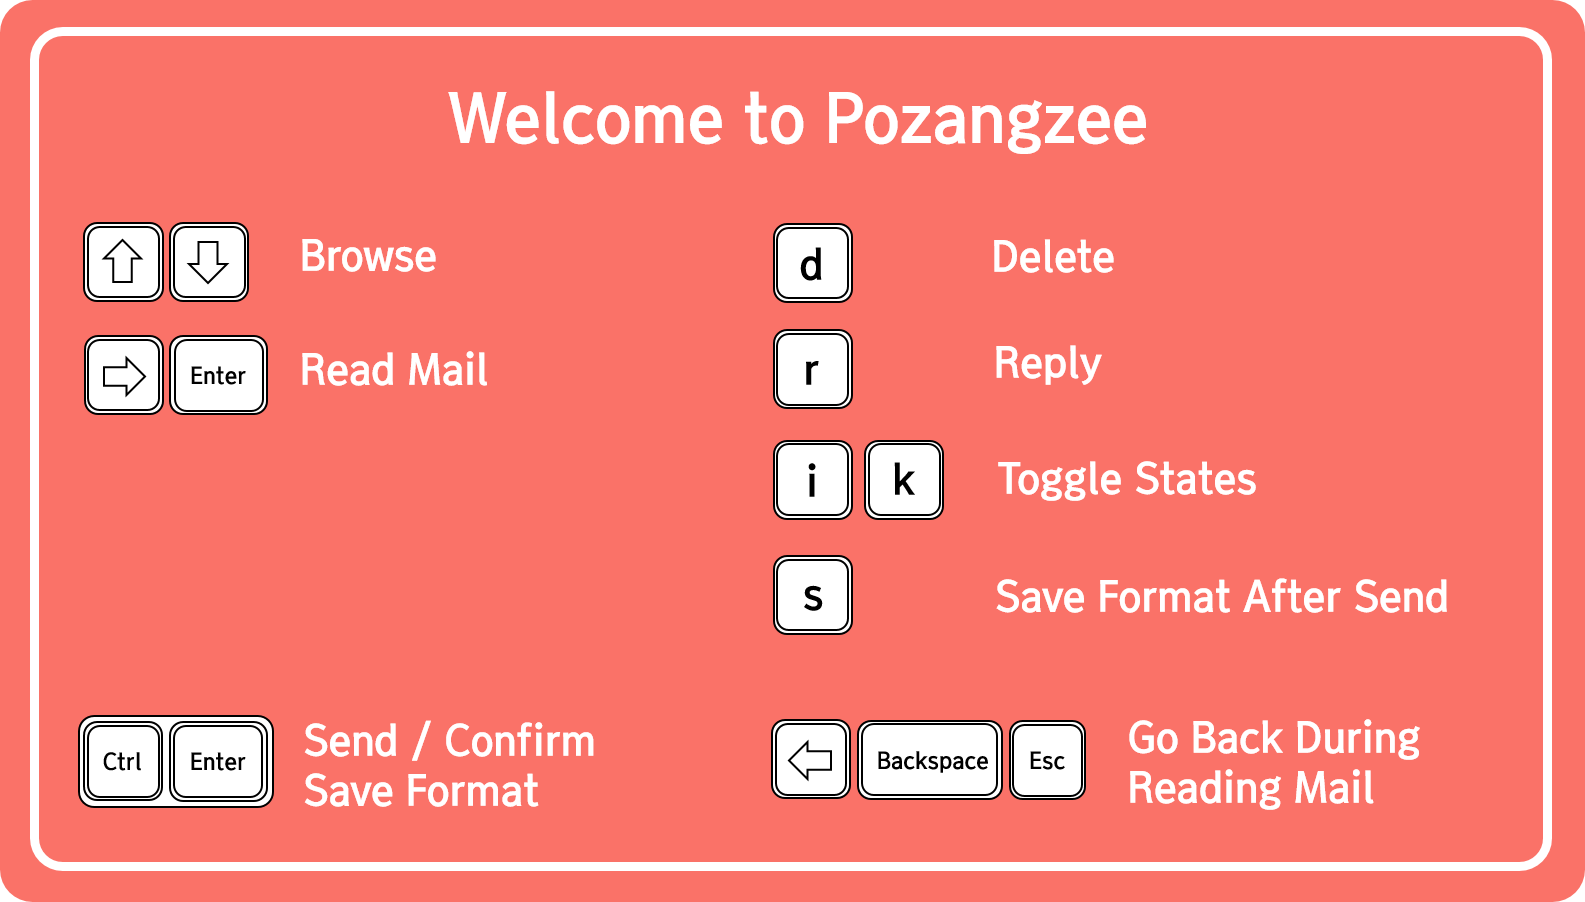 Welcome to Pozangzee
Browse
Enter
Read Mail
d
Delete
r
Reply
i
k
Toggle States
s
Save Format After Send
Ctrl
Enter
Send / Confirm
Save Format
Backspace
Esc
Go Back During
Reading Mail